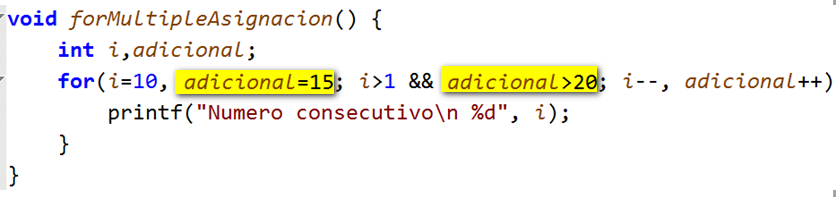 void forMultipleAsignacion() {
int i,adicional;
for(i=10, adicional=15; i>1 && adicional>20; i--, adicional++)
printf("Numero consecutivo\n %d", i);
}
}